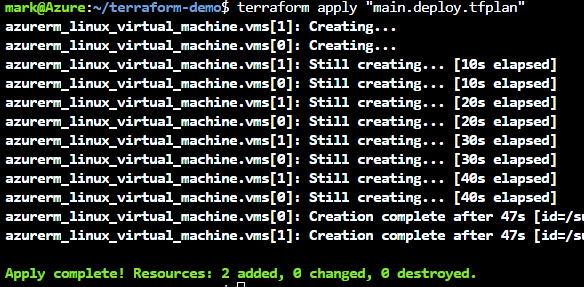 mark@Azure:~/terraform-demo$ terraform apply "main.deploy.tfplan"
azurerm_linux_virtual_machine.vms[1]: Creating...
azurerm_linux_virtual_machine.vms[0]: Creating...
azurerm_linux_virtual_machine.vms[1]: Still creating... [10s elapsed]
azurerm_linux_virtual_machine.vms[0]: Still creating... [10s elapsed]
azurerm_linux_virtual_machine.vms[1]: Still creating... [20s elapsed]
azurerm_linux_virtual_machine.vms[0]: Still creating... [20s elapsed]
azurerm_linux_virtual_machine.vms[1]: Still creating... [30s elapsed]
azurerm_linux_virtual_machine.vms[0]: Still creating... [30s elapsed]
azurerm_linux_virtual_machine.vms[1]: Still creating... [40s elapsed]
azurerm_linux_virtual_machine.vms[0]: Still creating... [40s elapsed]
azurerm_linux_virtual_machine.vms[0]: Creation complete after 47s [id=/su
azurerm_linux_virtual_machine.vms[1]: Creation complete after 47s [id=/su
Apply complete! Resources: 2 added, 0 changed, 0 destroyed.